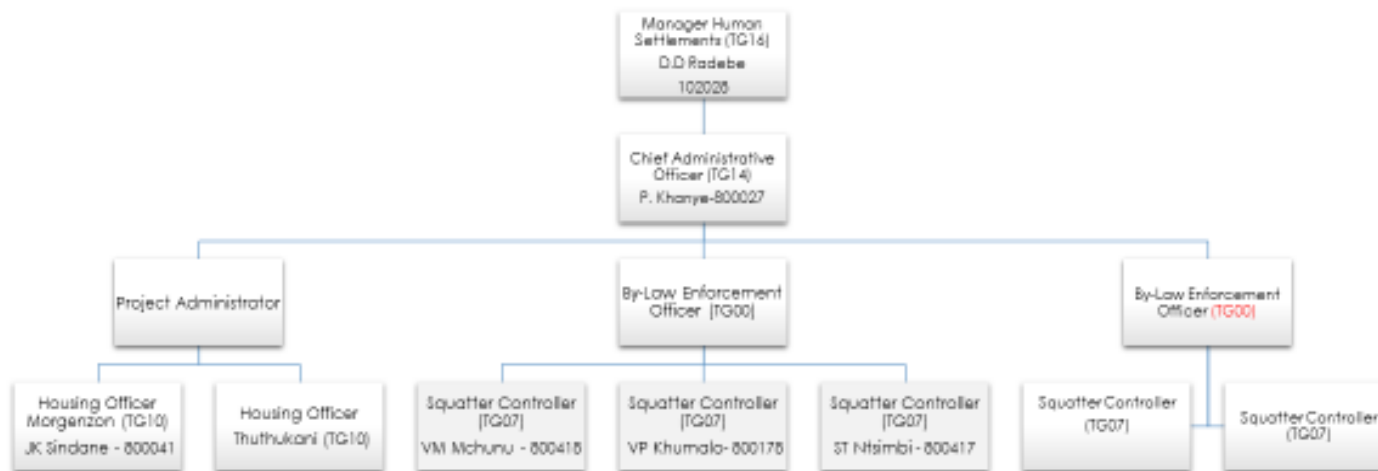 Manager Human
Settlements (TG16)
D.D Radebe
102028
Chief Administrative
Officer (TG14)
P. Khanye-800027
Project Administrator
By-Law Enforcement
Officer (TG00)
By-Law Enforcement
Officer (TG00)
Housing Officer
Morgenzon (TG10)
JK Sindane - 800041
Housing Officer
Thuthukani (TG10)
Squatter Controller
(TG07)
VM Mchunu - 800418
Squatter Controller
(TG07)
VP Khumalo- 800178
Squatter Controller
(TG07)
ST Ntsimbi - 800417
Squatter Controller
(TG07)
Squatter Controller
(TG07)